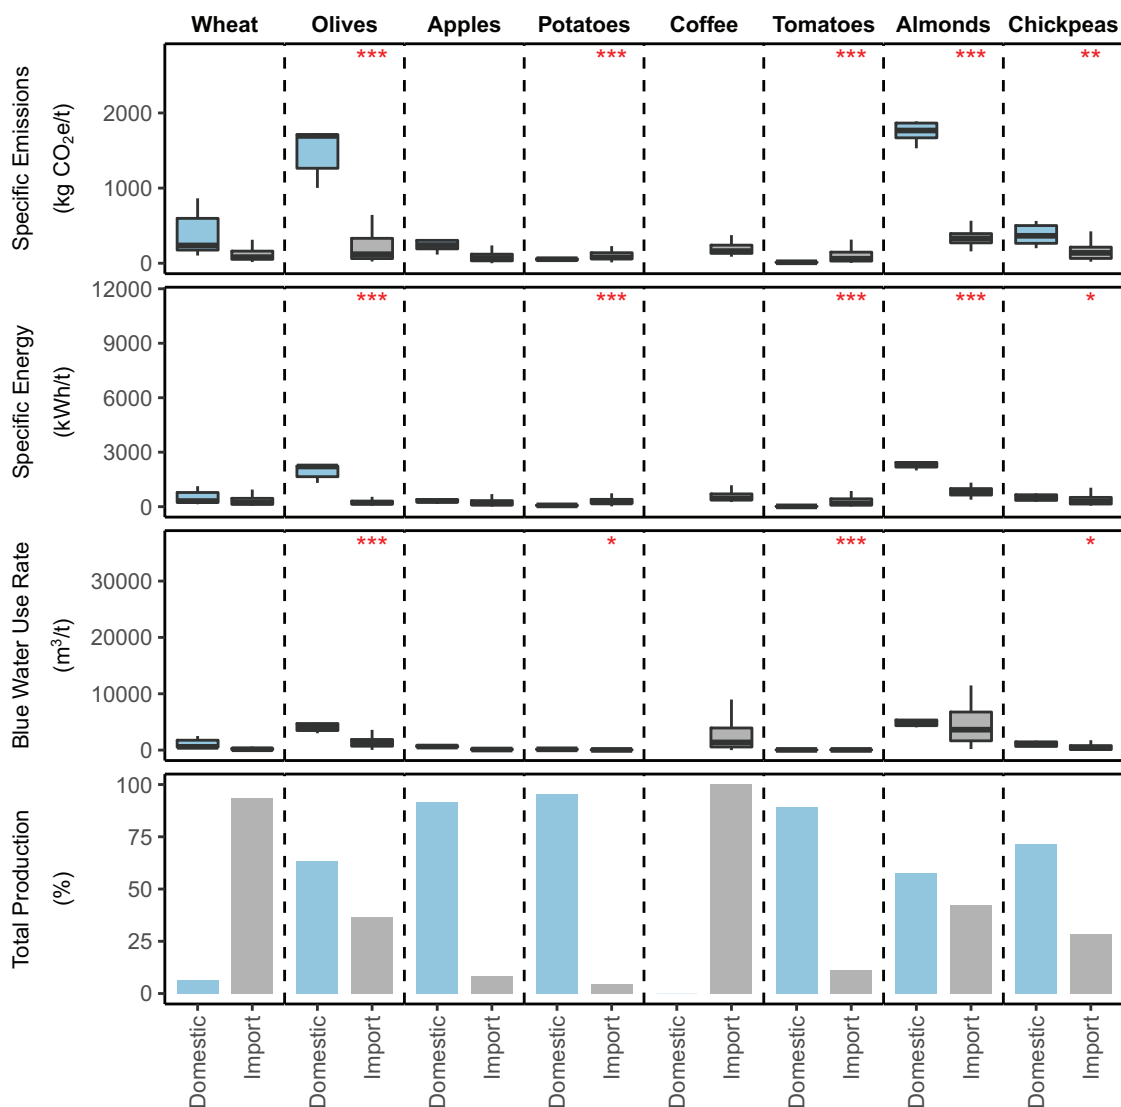 Wheat Olives Apples Potatoes Coffee Tomatoes Almonds Chickpeas
Specific Emissions
(kg CO₂e/t)
2000
1000
0
*** *** *** *** **
Specific Energy
(kWh/t)
12000
9000
6000
3000
0
*** *** *** *** *
Blue Water Use Rate
(m³/t)
30000
20000
10000
0
*** * *** *
Total Production
(%)
100
75
50
25
0
Domestic Import Domestic Import Domestic Import Domestic Import Domestic Import Domestic Import Domestic Import Domestic Import